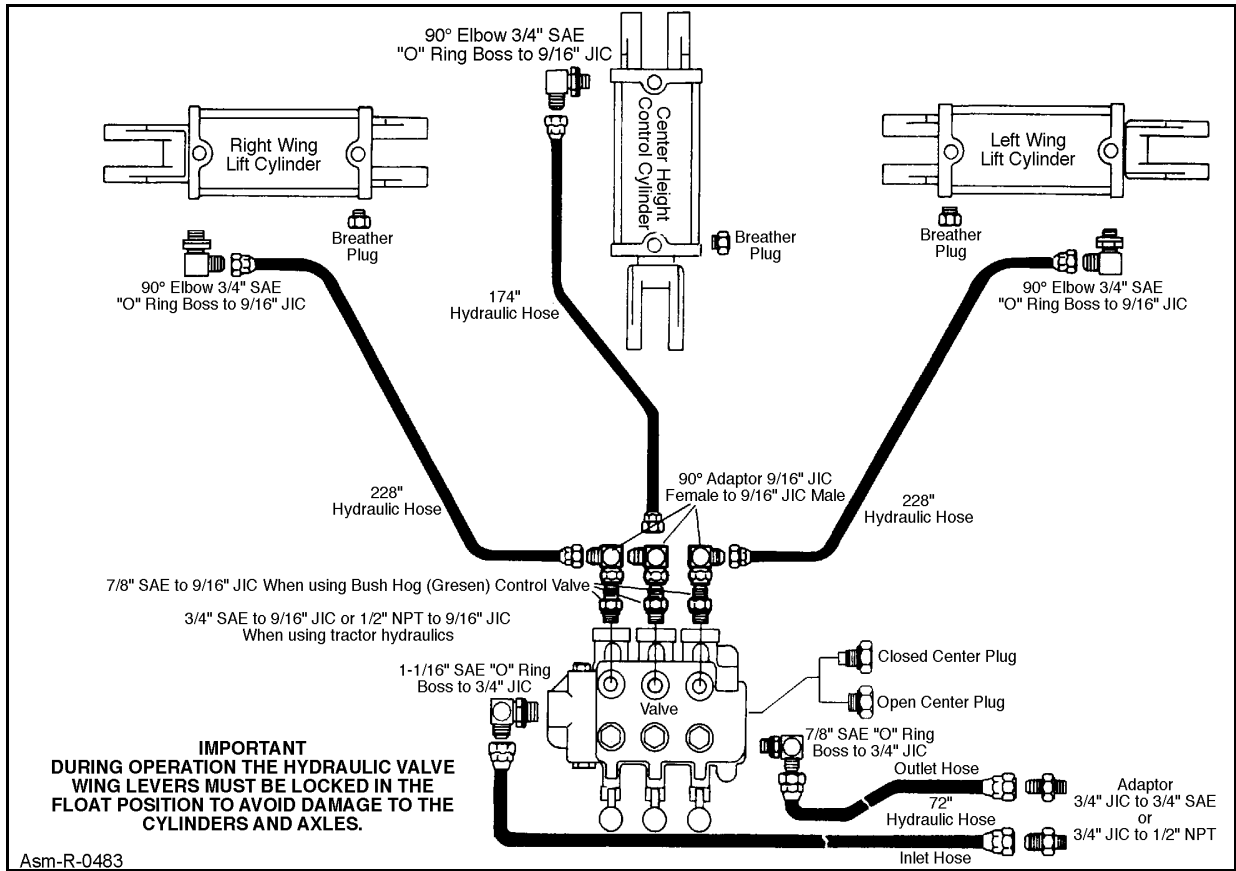 90° Elbow 3/4" SAE
"O" Ring Boss to 9/16" JIC
Right Wing
Lift Cylinder
Center Height
Control Cylinder
Left Wing
Lift Cylinder
Breather
Plug
Breather
Plug
Breather
Plug
90° Elbow 3/4" SAE
"O" Ring Boss to 9/16" JIC
174"
Hydraulic Hose
90° Elbow 3/4" SAE
"O" Ring Boss to 9/16" JIC
228"
Hydraulic Hose
90° Adaptor 9/16" JIC
Female to 9/16" JIC Male
228"
Hydraulic Hose
7/8" SAE to 9/16" JIC When using Bush Hog (Gresen) Control Valve
3/4" SAE to 9/16" JIC or 1/2" NPT to 9/16" JIC
When using tractor hydraulics
1-1/16" SAE "O" Ring
Boss to 3/4" JIC
Valve
Closed Center Plug
Open Center Plug
7/8" SAE "O" Ring
Boss to 3/4" JIC
Outlet Hose
72"
Hydraulic Hose
Inlet Hose
Adaptor
3/4" JIC to 3/4" SAE
or
3/4" JIC to 1/2" NPT
IMPORTANT
DURING OPERATION THE HYDRAULIC VALVE
WING LEVERS MUST BE LOCKED IN THE
FLOAT POSITION TO AVOID DAMAGE TO THE
CYLINDERS AND AXLES.
Asm-R-0483